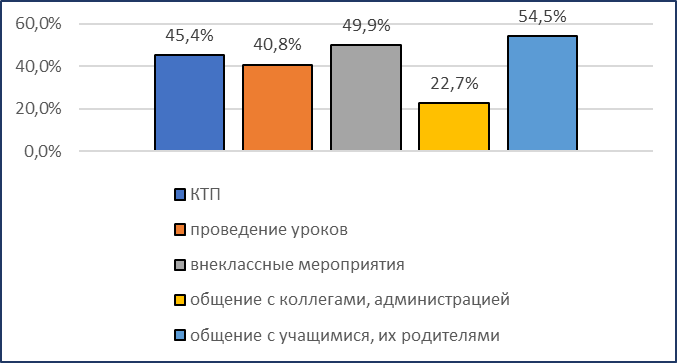 60,0%
40,0%
20,0%
0,0%
45,4%
40,8%
49,9%
22,7%
54,5%
КТП
проведение уроков
внеклассные мероприятия
общение с коллегами, администрацией
общение с учащимися, их родителями